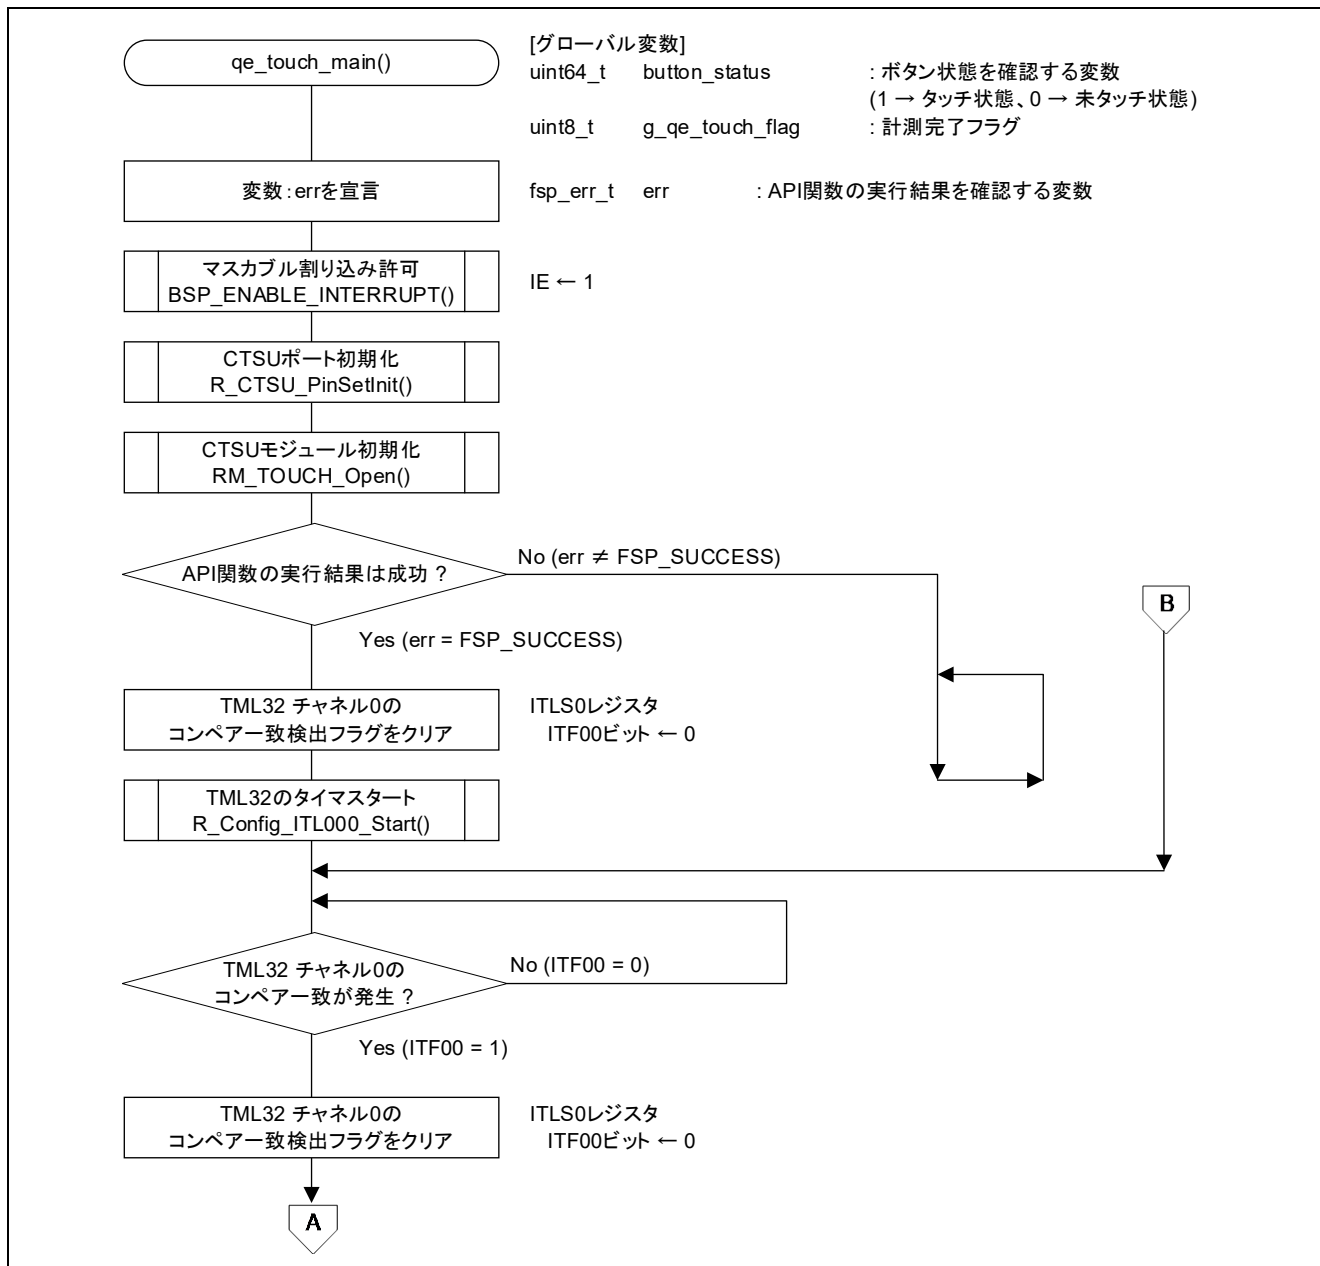 qe_touch_main()
[グローバル変数]
uint64_t button_status : ボタン状態を確認する変数
(1 → タッチ状態、0 → 未タッチ状態)
uint8_t g_qe_touch_flag : 計測完了フラグ
変数：errを宣言
fsp_err_t err : API関数の実行結果を確認する変数
マスカブル割り込み許可
BSP_ENABLE_INTERRUPT()
IE ← 1
CTSUポート初期化
R_CTSU_PinSetInit()
CTSUモジュール初期化
RM_TOUCH_Open()
API関数の実行結果は成功 ?
No (err ≠ FSP_SUCCESS)
B
Yes (err = FSP_SUCCESS)
TML32 チャネル0の
コンペアー致検出フラグをクリア
ITLS0レジスタ
ITF00ビット ← 0
TML32のタイマスタート
R_Config_ITL000_Start()
TML32 チャネル0の
コンペアー致が発生 ?
No (ITF00 = 0)
Yes (ITF00 = 1)
TML32 チャネル0の
コンペアー致検出フラグをクリア
ITLS0レジスタ
ITF00ビット ← 0
A